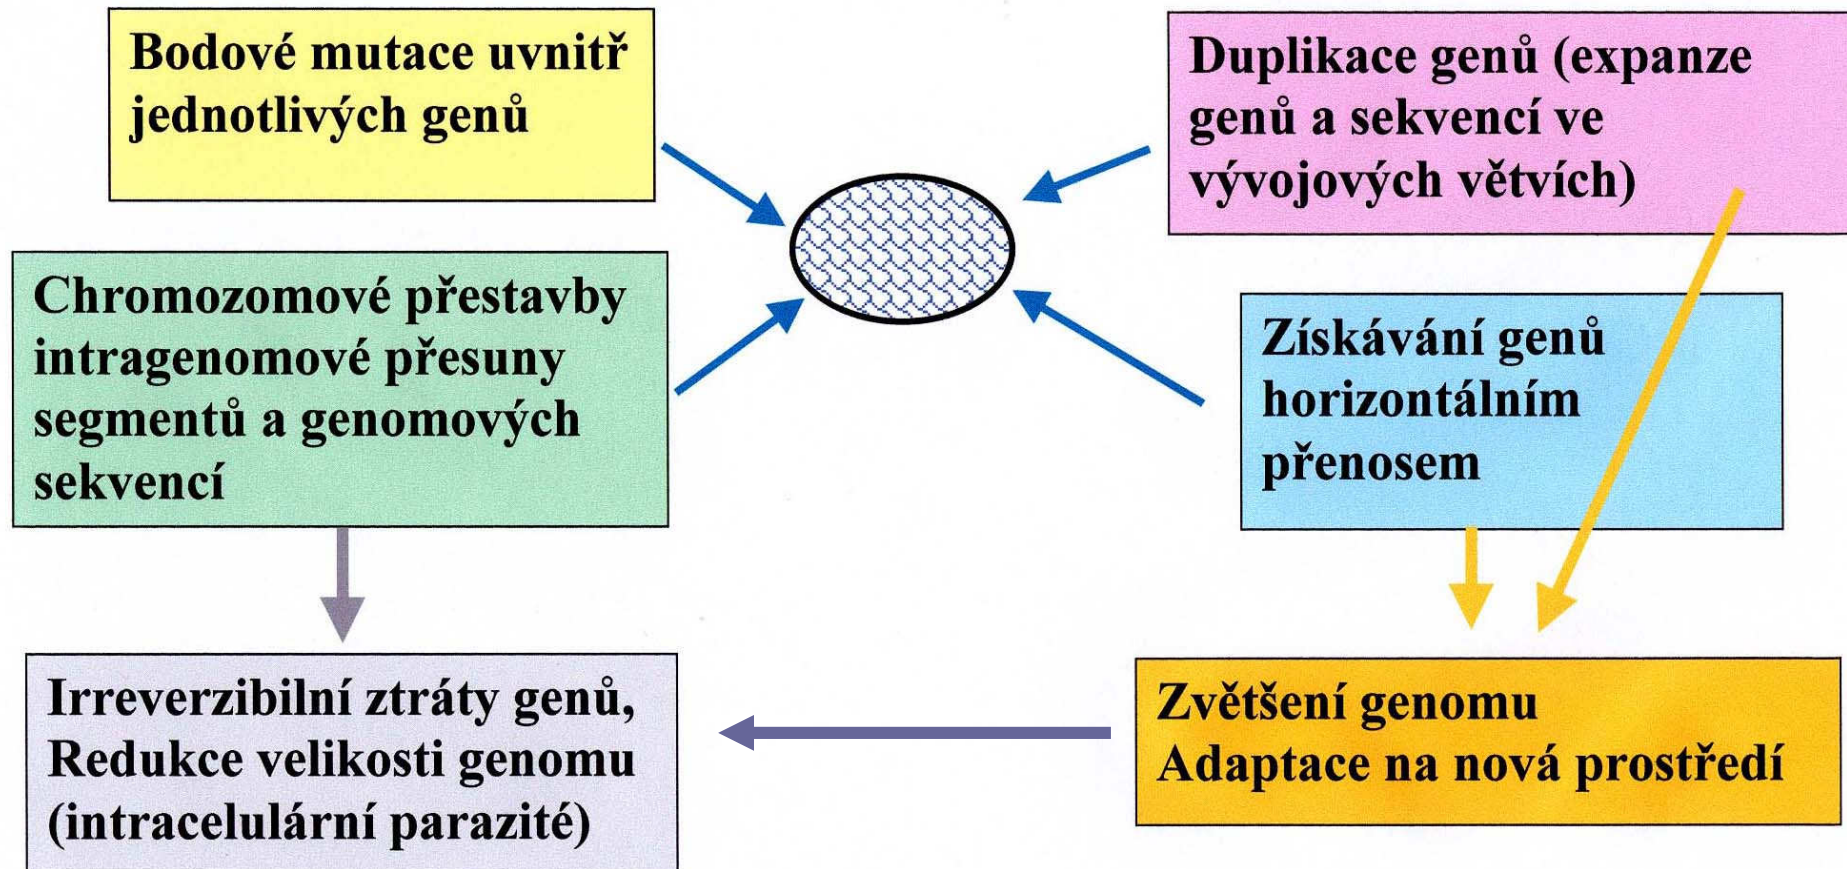 Bodové mutace uvnitř
jednotlivých genů
Duplikace genů (expanze
genů a sekvencí ve
vývojových větvích)
Chromozomové přestavby
intragenomové přesuny
segmentů a genomových
sekvencí
Získávání genů
horizontálním
přenosem
Irreverzibilní ztráty genů,
Redukce velikosti genomu
(intracelulární parazité)
Zvětšení genomu
Adaptace na nová prostředí